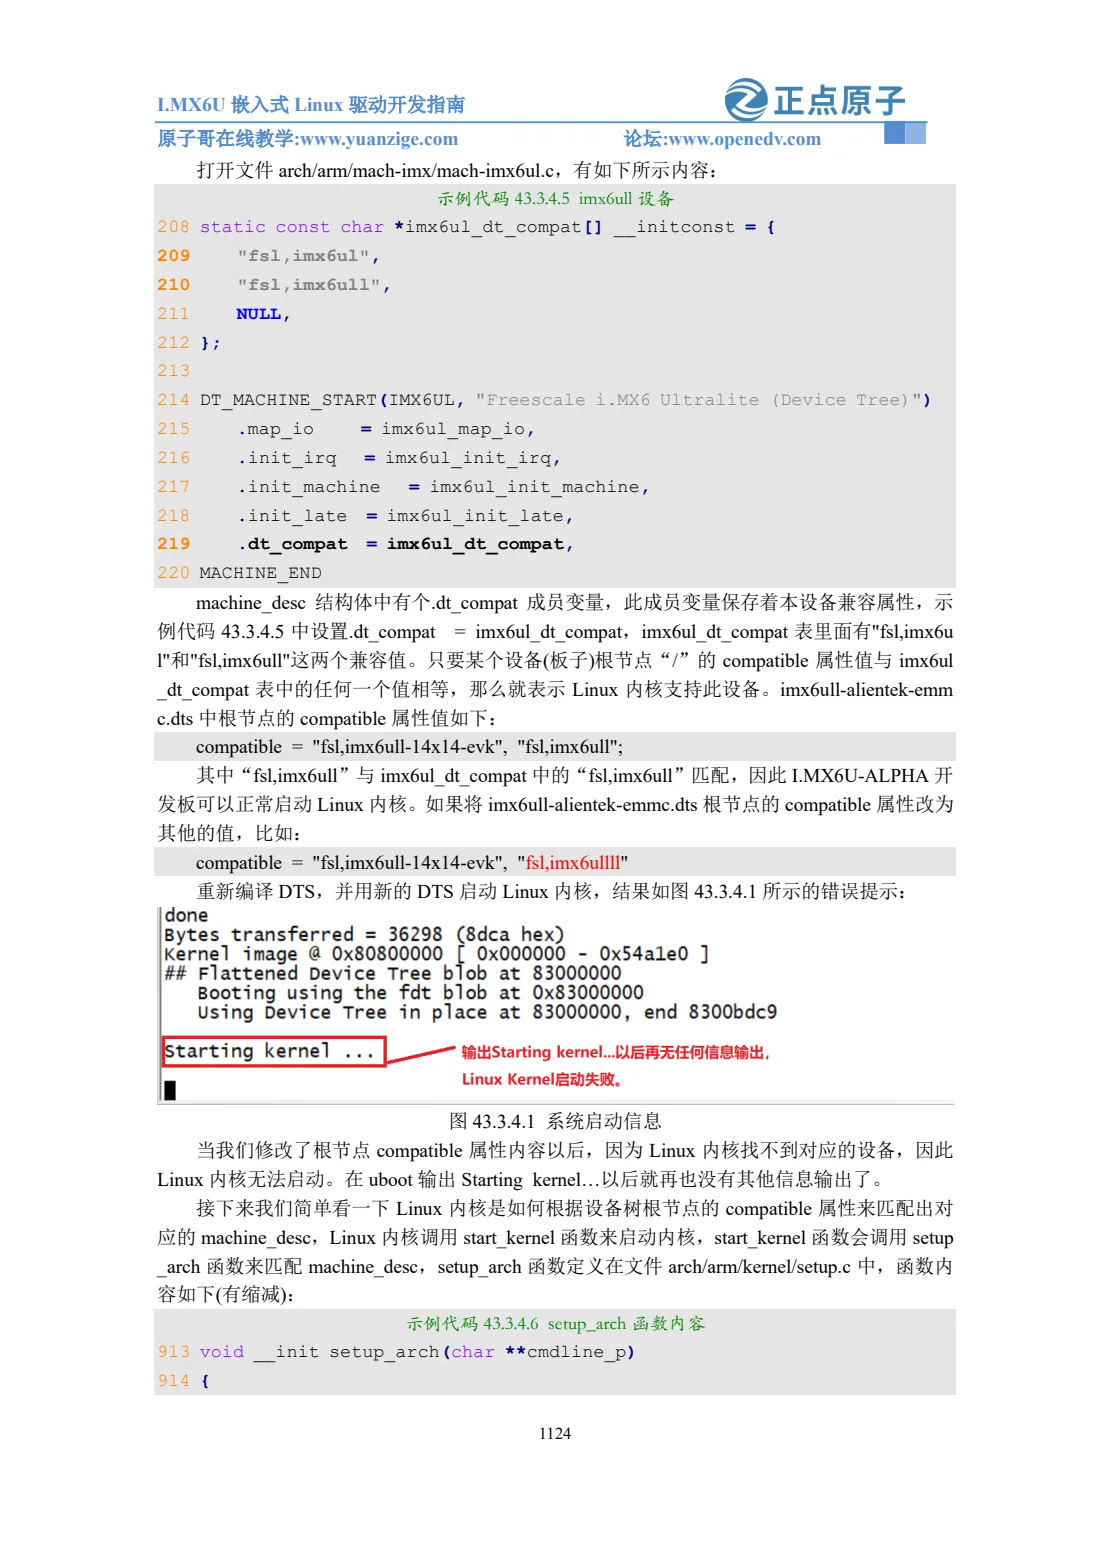 I.MX6U 嵌入式 Linux 驱动开发指南
正点原子
原子哥在线教学:www.yuanzige.com 论坛:www.openedv.com
打开文件 arch/arm/mach-imx/mach-imx6ul.c，有如下所示内容：
示例代码 43.3.4.5 imx6ull 设备
208 static const char *imx6ul_dt_compat[] __initconst = {
209 "fsl,imx6ul",
210 "fsl,imx6ull",
211 NULL,
212 };
213
214 DT_MACHINE_START(IMX6UL, "Freescale i.MX6 Ultralite (Device Tree)")
215 .map_io = imx6ul_map_io,
216 .init_irq = imx6ul_init_irq,
217 .init_machine = imx6ul_init_machine,
218 .init_late = imx6ul_init_late,
219 .dt_compat = imx6ul_dt_compat,
220 MACHINE_END
machine_desc 结构体中有个.dt_compat 成员变量，此成员变量保存着本设备兼容属性，示
例代码 43.3.4.5 中设置.dt_compat = imx6ul_dt_compat，imx6ul_dt_compat 表里面有"fsl,imx6u
l"和"fsl,imx6ull"这两个兼容值。只要某个设备(板子)根节点“/”的 compatible 属性值与 imx6ul
_dt_compat 表中的任何一个值相等，那么就表示 Linux 内核支持此设备。imx6ull-alientek-emm
c.dts 中根节点的 compatible 属性值如下：
compatible = "fsl,imx6ull-14x14-evk", "fsl,imx6ull";
其中“fsl,imx6ull”与 imx6ul_dt_compat 中的“fsl,imx6ull”匹配，因此 I.MX6U-ALPHA 开
发板可以正常启动 Linux 内核。如果将 imx6ull-alientek-emmc.dts 根节点的 compatible 属性改为
其他的值，比如：
compatible = "fsl,imx6ull-14x14-evk", "fsl,imx6ullll"
重新编译 DTS，并用新的 DTS 启动 Linux 内核，结果如图 43.3.4.1 所示的错误提示：
done
Bytes transferred = 36298 (8dca hex)
Kernel image @ 0x80800000 [ 0x000000 - 0x54a1e0 ]
## Flattened Device Tree blob at 83000000
Booting using the fdt blob at 0x83000000
Using Device Tree in place at 83000000, end 8300bdc9
Starting kernel ...
输出Starting kernel...以后再无任何信息输出，
Linux Kernel启动失败。
图 43.3.4.1 系统启动信息
当我们修改了根节点 compatible 属性内容以后，因为 Linux 内核找不到对应的设备，因此
Linux 内核无法启动。在 uboot 输出 Starting kernel…以后就再也没有其他信息输出了。
接下来我们简单看一下 Linux 内核是如何根据设备树根节点的 compatible 属性来匹配出对
应的 machine_desc，Linux 内核调用 start_kernel 函数来启动内核，start_kernel 函数会调用 setup
_arch 函数来匹配 machine_desc，setup_arch 函数定义在文件 arch/arm/kernel/setup.c 中，函数内
容如下(有缩减)：
示例代码 43.3.4.6 setup_arch 函数内容
913 void __init setup_arch(char **cmdline_p)
914 {
1124